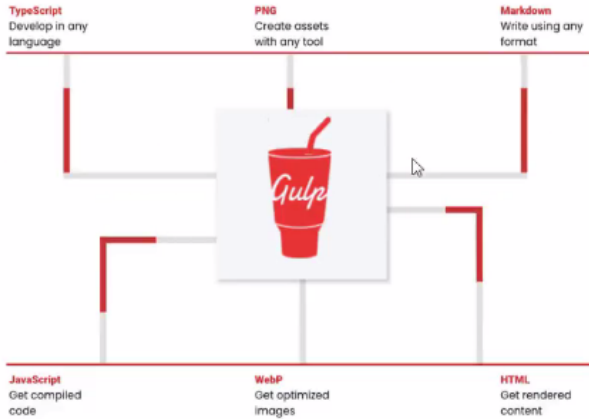 TypeScript
Develop in any
language
PNG
Create assets
with any tool
Markdown
Write using any
format
Gulp
JavaScript
Get compiled
code
WebP
Get optimized
images
HTML
Get rendered
content